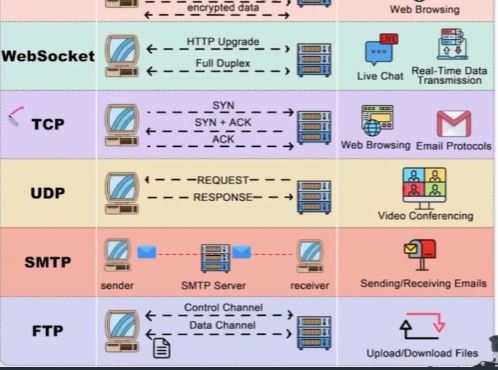 encrypted data
Web Browsing
WebSocket
HTTP Upgrade
Full Duplex
LIVE
Live Chat
Real-Time Data
Transmission
TCP
SYN
SYN + ACK
ACK
Web Browsing
Email Protocols
UDP
REQUEST
RESPONSE
Video Conferencing
SMTP
sender
SMTP Server
receiver
Sending/Receiving Emails
FTP
Control Channel
Data Channel
Upload/Download Files